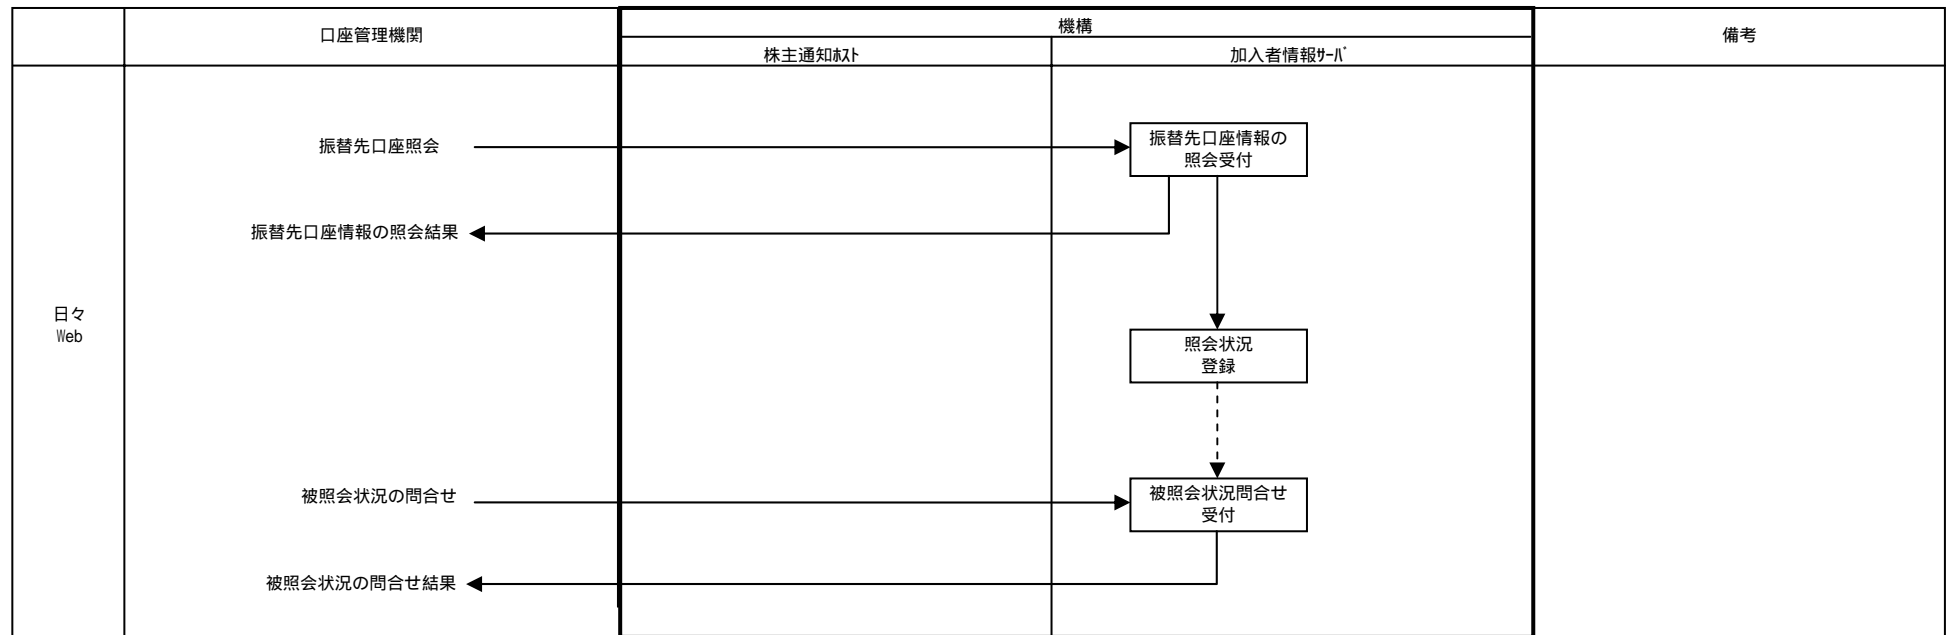 口座管理機関
機構
備考
株主通知ﾎｽﾄ
加入者情報ｻｰﾊﾞ
振替先口座照会
振替先口座情報の
照会受付
振替先口座情報の照会結果
日々
Web
照会状況
登録
被照会状況の問合せ
被照会状況問合せ
受付
被照会状況の問合せ結果